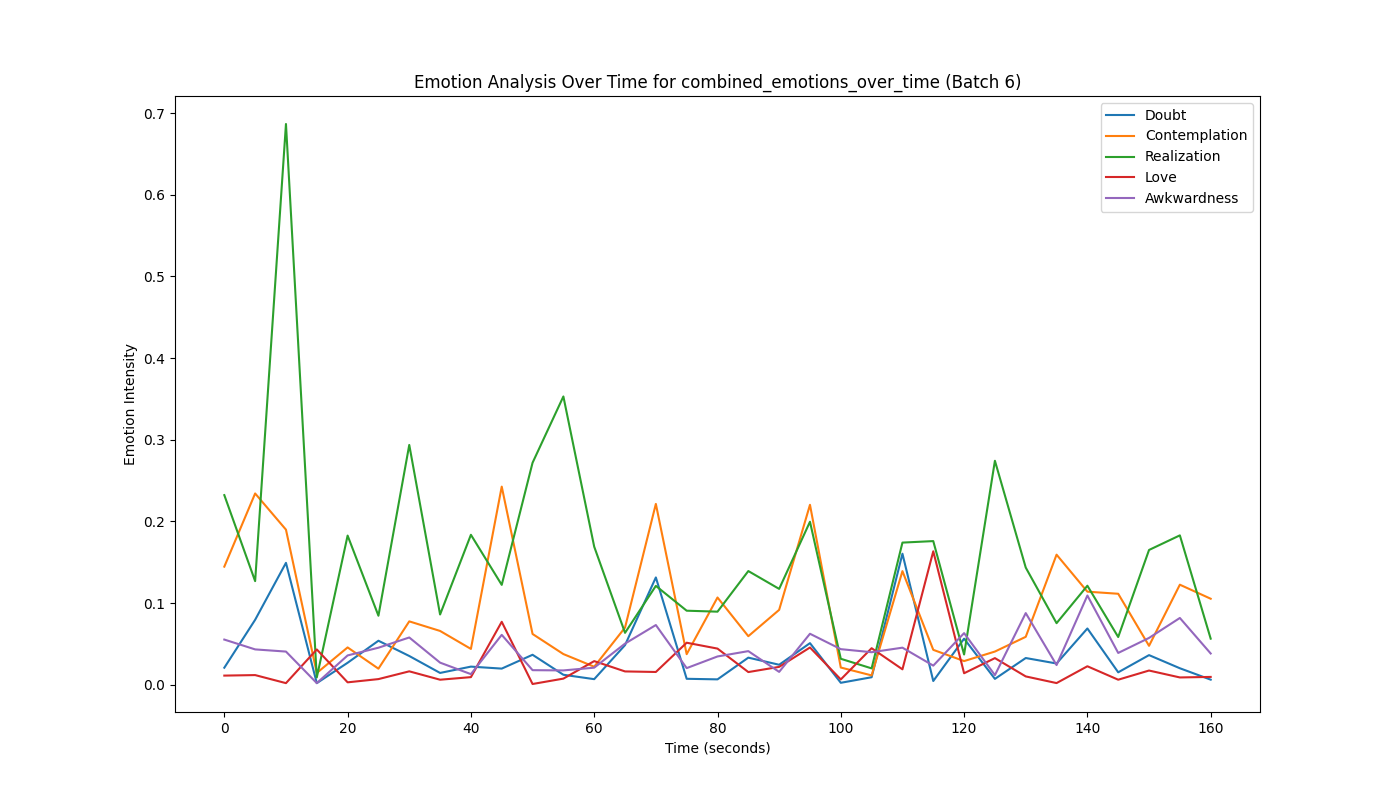 Emotion Analysis Over Time for combined_emotions_over_time (Batch 6)
Doubt
Contemplation
Realization
Love
Awkwardness
Emotion Intensity
0.7
0.6
0.5
0.4
0.3
0.2
0.1
0.0
0 20 40 60 80 100 120 140 160
Time (seconds)